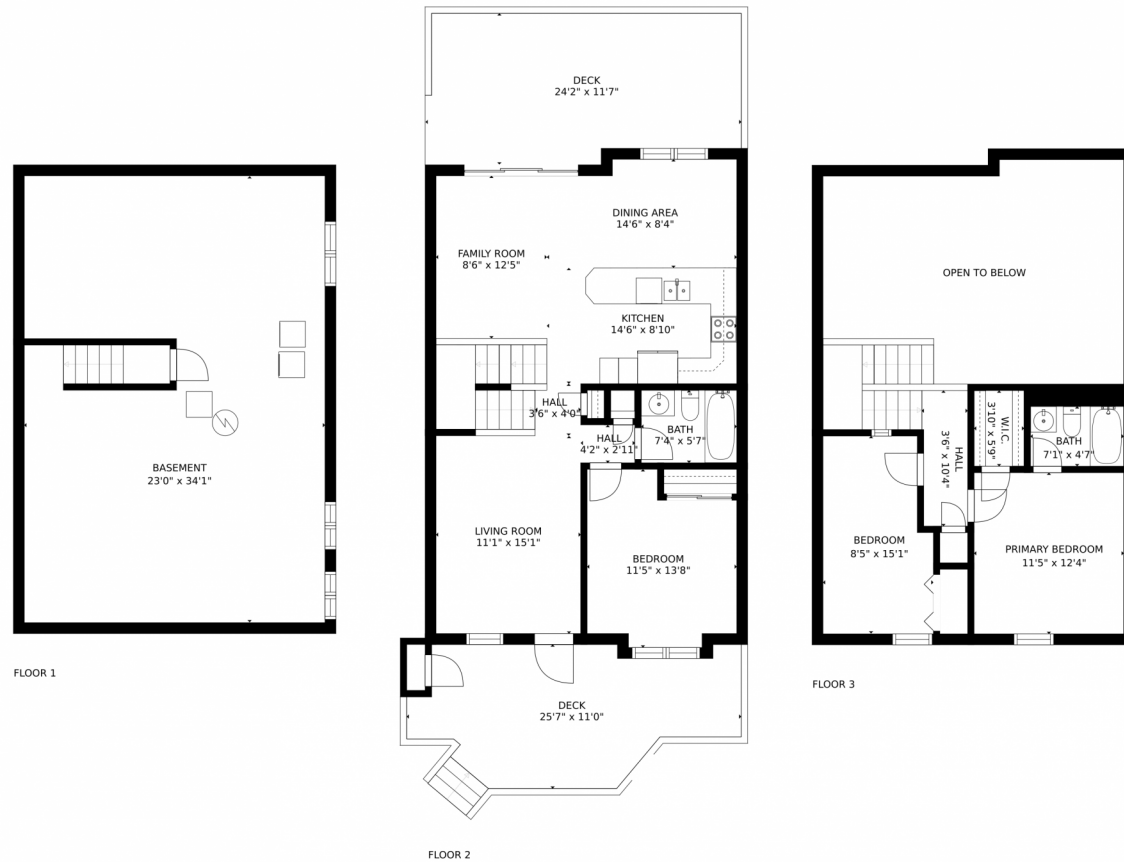 BASEMENT
23'0" x 34'1"
FLOOR 1
DECK
24'2" x 11'7"
DINING AREA
14'6" x 8'4"
FAMILY ROOM
8'6" x 12'5"
KITCHEN
14'6" x 8'10"
HALL
3'6" x 4'0"
HALL
4'2" x 2'11"
BATH
7'4" x 5'7"
LIVING ROOM
11'1" x 15'1"
BEDROOM
11'5" x 13'8"
DECK
25'7" x 11'0"
FLOOR 2
OPEN TO BELOW
W.I.C.
3'10" x 5'9"
HALL
3'6" x 10'4"
BATH
7'1" x 4'7"
BEDROOM
8'5" x 15'1"
PRIMARY BEDROOM
11'5" x 12'4"
FLOOR 3